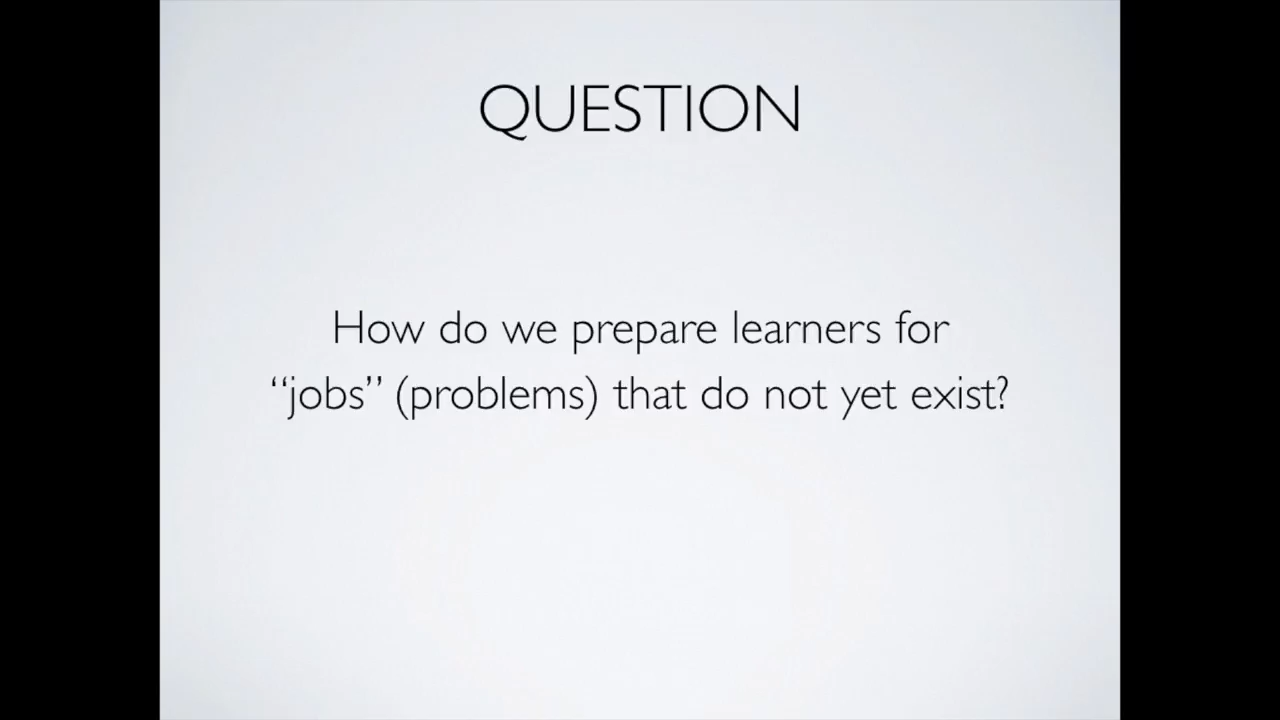 QUESTION
How do we prepare learners for
“jobs” (problems) that do not yet exist?